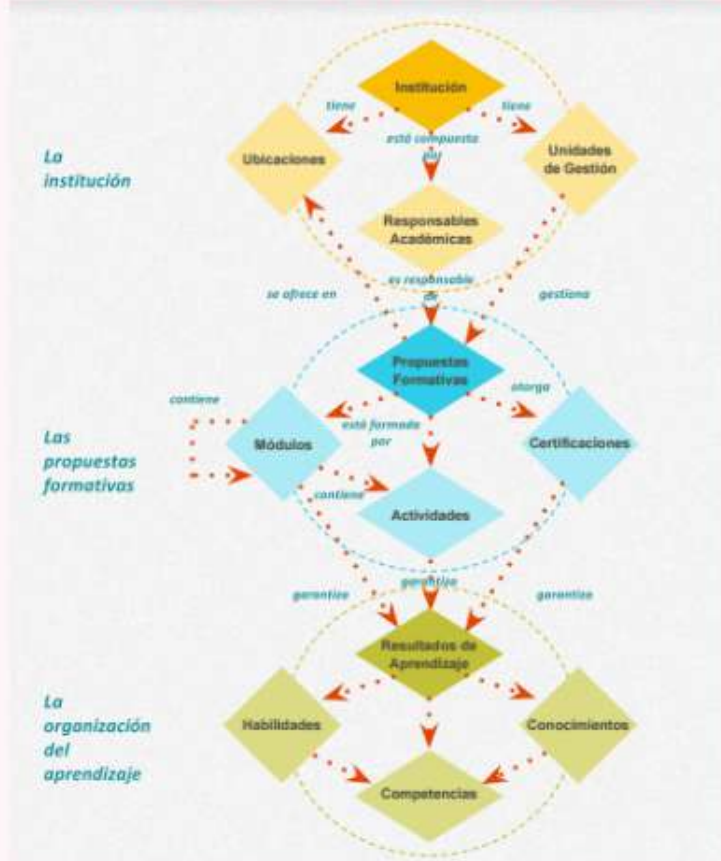 Institución
tiene
tiene
está compuesta
por
La
institución
Ubicaciones
Unidades
de Gestión
Responsables
Académicas
se ofrece en
es responsable
de
gestiona
Propuestas
Formativas
contiene
otorga
está formada
por
Las
propuestas
formativas
Módulos
Certificaciones
contiene
Actividades
garantiza
garantiza
garantiza
Resultados de
Aprendizaje
La
organización
del
aprendizaje
Habilidades
Conocimientos
Competencias